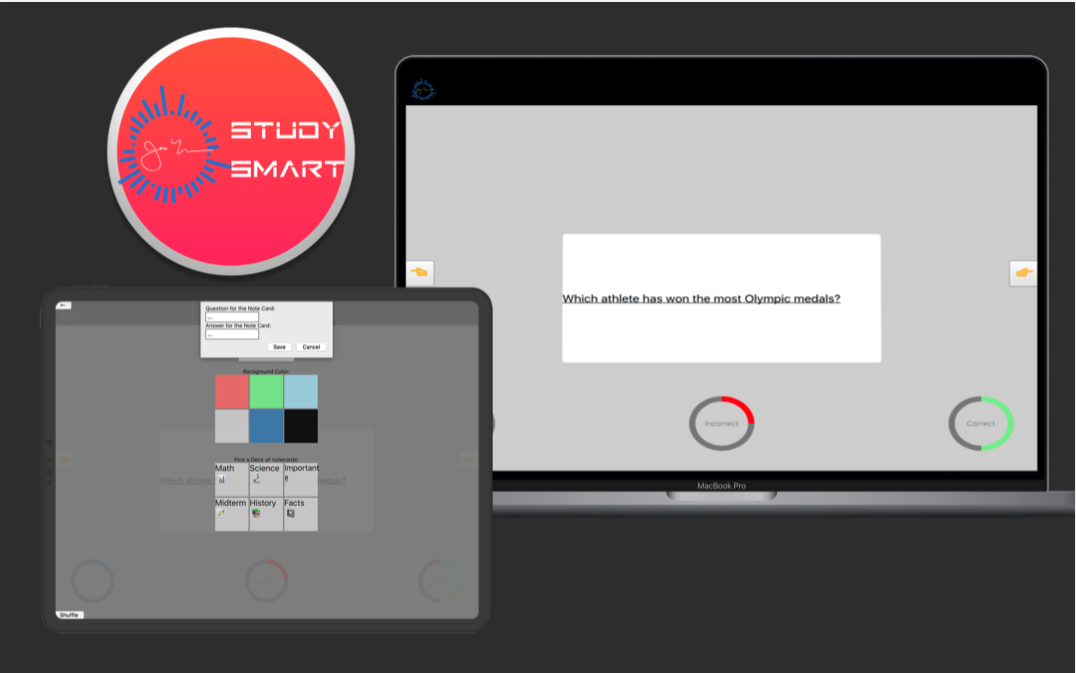 STUDY
SMART
Which athlete has won the most Olympic medals?
Incorrect
Correct
MacBook Pro
Question for the Note Card:
...
Answer for the Note Card:
...
Save
Cancel
Background Color:
Pick a Deck of notecards:
Math
Science
Important
Midterm
History
Facts
Which athlete
medals?
Shuffle